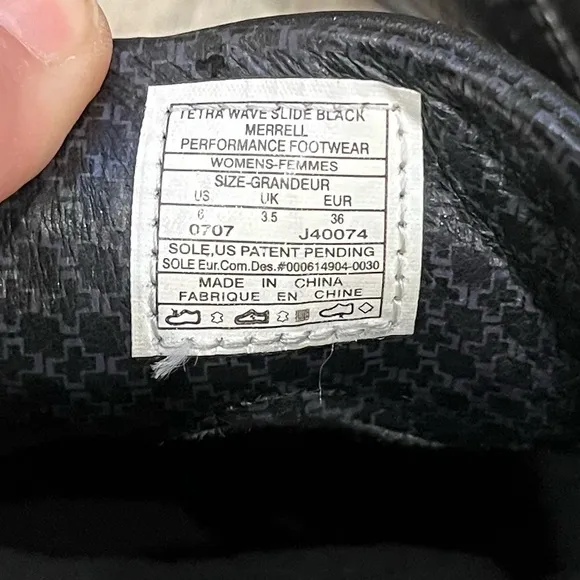 TETRA WAVE SLIDE BLACK
MERRELL
PERFORMANCE FOOTWEAR
WOMENS-FEMMES
SIZE-GRANDEUR
US UK EUR
6 3.5 36
0707 J40074
SOLE,US PATENT PENDING
SOLE Eur.Com.Des.#000614904-0030
MADE IN CHINA
FABRIQUE EN CHINE